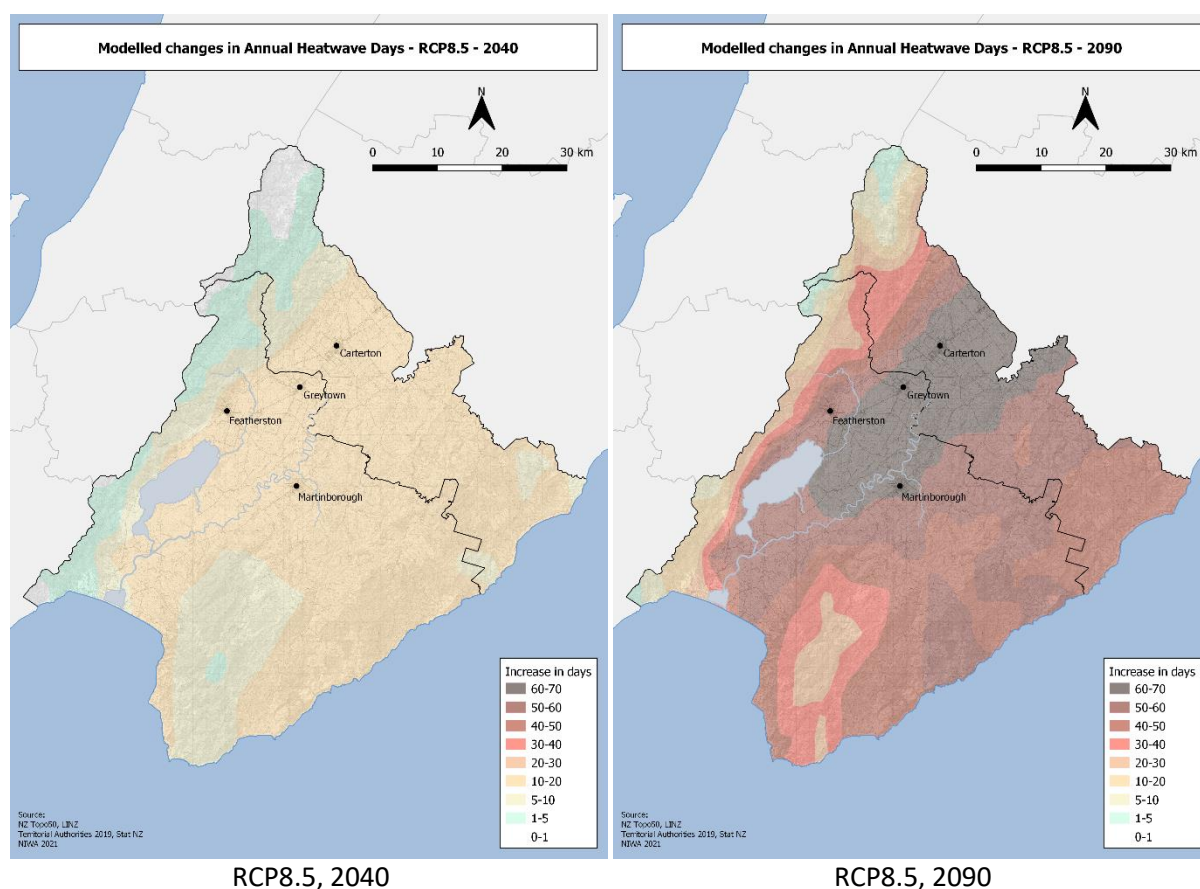 Modelled changes in Annual Heatwave Days - RCP8.5 - 2040
N
0 10 20 30 km
Carterton
Greytown
Featherston
Martinborough
Increase in days
60-70
50-60
40-50
30-40
20-30
10-20
5-10
1-5
0-1
Source:
NZ Topo50, LINZ
Territorial Authorities 2019, Stat NZ
NIWA 2021
RCP8.5, 2040
Modelled changes in Annual Heatwave Days - RCP8.5 - 2090
N
0 10 20 30 km
Carterton
Greytown
Featherston
Martinborough
Increase in days
60-70
50-60
40-50
30-40
20-30
10-20
5-10
1-5
0-1
Source:
NZ Topo50, LINZ
Territorial Authorities 2019, Stat NZ
NIWA 2021
RCP8.5, 2090